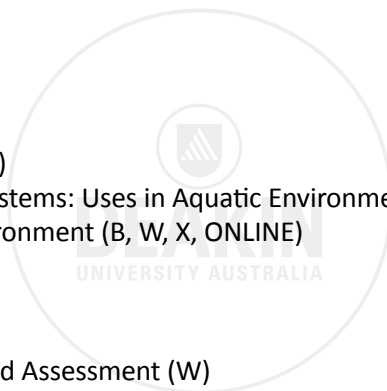 )
stems: Uses in Aquatic Environme
ronment (B, W, X, ONLINE)
DEAKIN
UNIVERSITY AUSTRALIA
d Assessment (W)